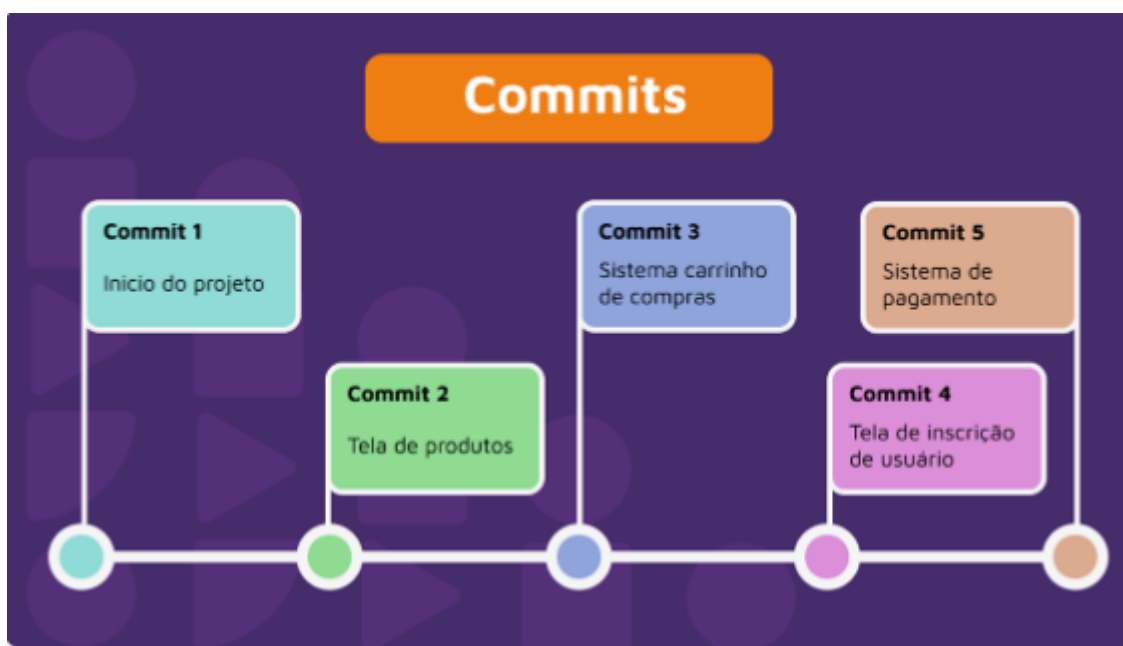 Commits
Commit 1
Inicio do projeto
Commit 2
Tela de produtos
Commit 3
Sistema carrinho
de compras
Commit 4
Tela de inscrição
de usuário
Commit 5
Sistema de
pagamento